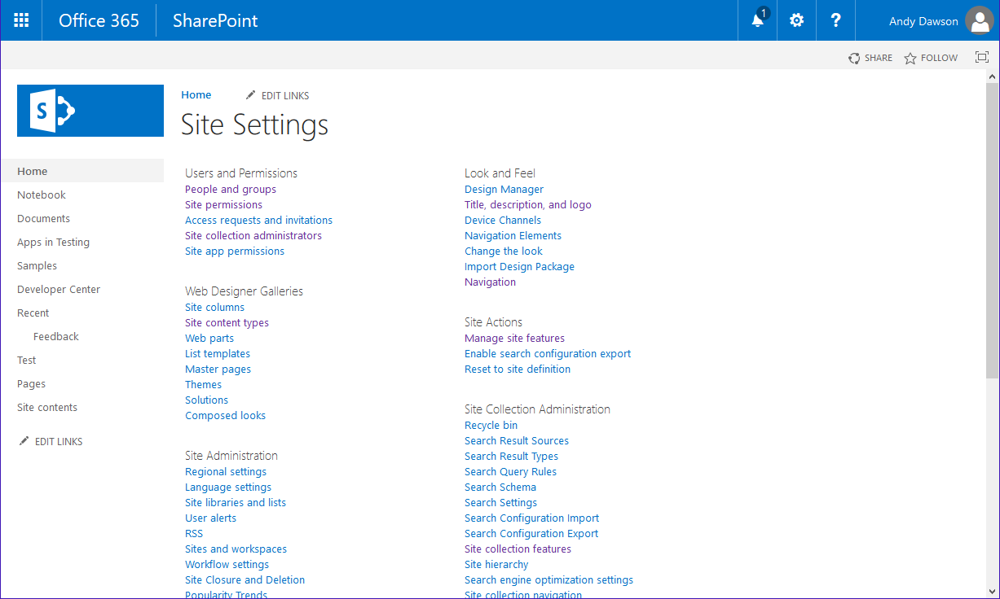 Office 365
SharePoint
1
?
Andy Dawson
SHARE
FOLLOW
S
Home
EDIT LINKS
Site Settings
Home
Notebook
Documents
Apps in Testing
Samples
Developer Center
Recent
Feedback
Test
Pages
Site contents
EDIT LINKS
Users and Permissions
People and groups
Site permissions
Access requests and invitations
Site collection administrators
Site app permissions
Web Designer Galleries
Site columns
Site content types
Web parts
List templates
Master pages
Themes
Solutions
Composed looks
Site Administration
Regional settings
Language settings
Site libraries and lists
User alerts
RSS
Sites and workspaces
Workflow settings
Site Closure and Deletion
Popularity Trends
Look and Feel
Design Manager
Title, description, and logo
Device Channels
Navigation Elements
Change the look
Import Design Package
Navigation
Site Actions
Manage site features
Enable search configuration export
Reset to site definition
Site Collection Administration
Recycle bin
Search Result Sources
Search Result Types
Search Query Rules
Search Schema
Search Settings
Search Configuration Import
Search Configuration Export
Site collection features
Site hierarchy
Search engine optimization settings
Site collection navigation